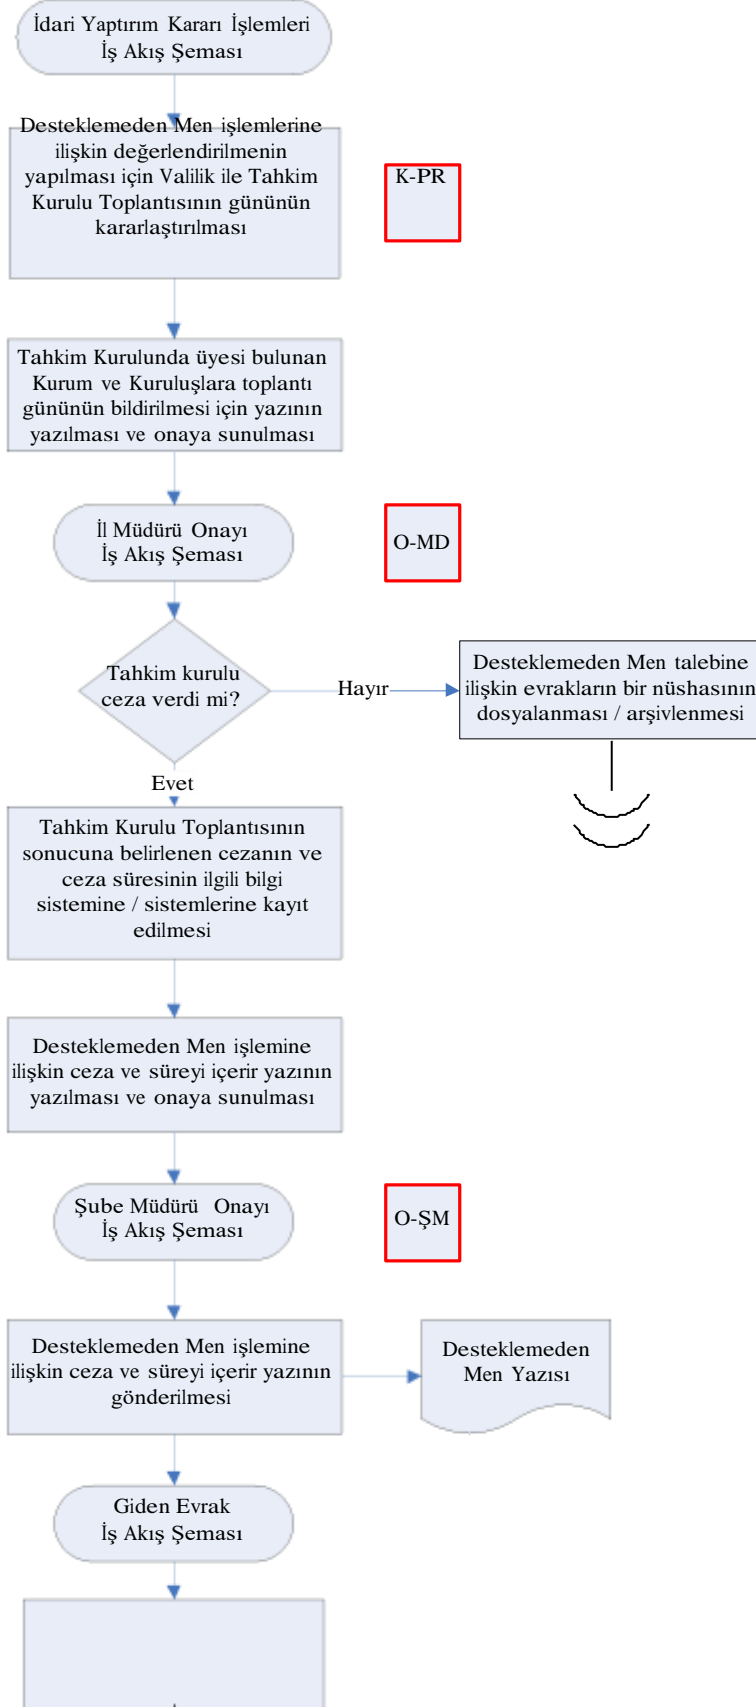 İdari Yaptırım Kararı İşlemleri
İş Akış Şeması
Desteklemeden Men işlemlerine
ilişkin değerlendirilmenin
yapılması için Valilik ile Tahkim
Kurulu Toplantısının gününün
kararlaştırılması
K-PR
Tahkim Kurulunda üyesi bulunan
Kurum ve Kuruluşlara toplantı
gününün bildirilmesi için yazının
yazılması ve onaya sunulması
İl Müdürü Onayı
İş Akış Şeması
O-MD
Tahkim kurulu
ceza verdi mi?
Hayır
Desteklemeden Men talebine
ilişkin evrakların bir nüshasının
dosyalanması / arşivlenmesi
Evet
Tahkim Kurulu Toplantısının
sonucuna belirlenen cezanın ve
ceza süresinin ilgili bilgi
sistemine / sistemlerine kayıt
edilmesi
Desteklemeden Men işlemine
ilişkin ceza ve süreyi içerir yazının
yazılması ve onaya sunulması
Şube Müdürü Onayı
İş Akış Şeması
O-ŞM
Desteklemeden Men işlemine
ilişkin ceza ve süreyi içerir yazının
gönderilmesi
Desteklemeden
Men Yazısı
Giden Evrak
İş Akış Şeması